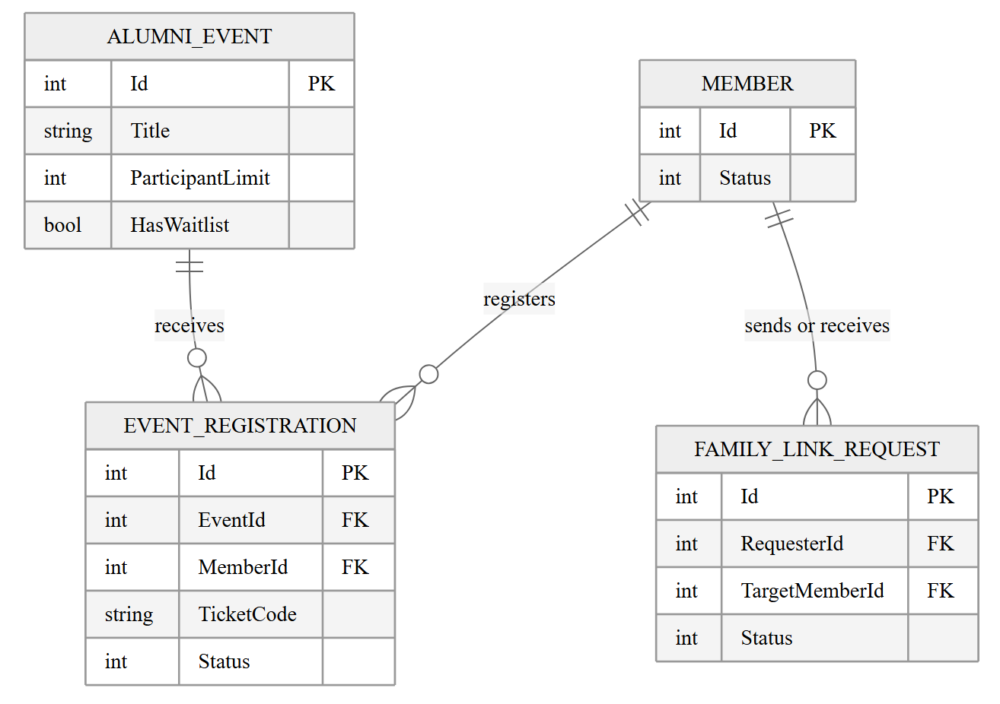 ALUMNI_EVENT
int Id PK
string Title
int ParticipantLimit
bool HasWaitlist
MEMBER
int Id PK
int Status
receives
registers
sends or receives
EVENT_REGISTRATION
int Id PK
int EventId FK
int MemberId FK
string TicketCode
int Status
FAMILY_LINK_REQUEST
int Id PK
int RequesterId FK
int TargetMemberId FK
int Status